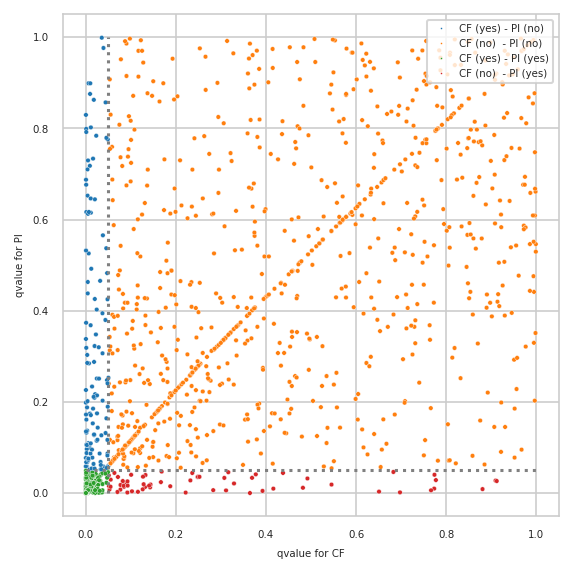 1.0
0.8
0.6
0.4
0.2
0.0
qvalue for PI
CF (yes) - PI (no)
CF (no) - PI (no)
CF (yes) - PI (yes)
CF (no) - PI (yes)
0.0 0.2 0.4 0.6 0.8 1.0
qvalue for CF